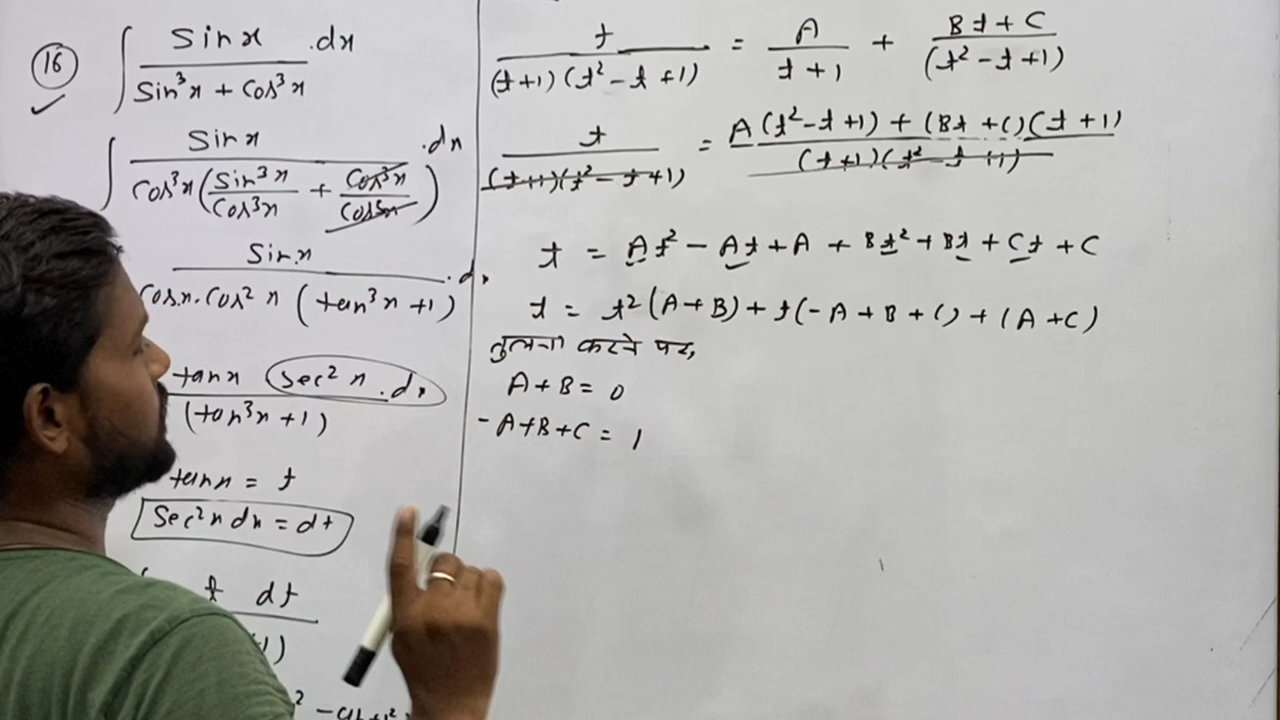 16 ∫ Sin x / Sin³x + Cos³x .dx
∫ Sin x / Cos³x (Sin³x/Cos³x + Cos³x/Cos³x) .dx
Sin x / Cos x . Cos² x (tan³x + 1) . dx
tan x Sec² x . dx / (tan³x + 1)
tan x = t
Sec²x dx = dt
t dt
1)
t / (t+1)(t² - t + 1) = A / t + 1 + Bt + C / (t² - t + 1)
t / (t+1)(t² - t + 1) = A(t² - t + 1) + (Bt + C)(t + 1) / (t+1)(t² - t + 1)
t = At² - At + A + Bt² + Bt + Ct + C
t = t² (A + B) + t(-A + B + C) + (A + C)
तुलना करने पर,
A + B = 0
-A + B + C = 1